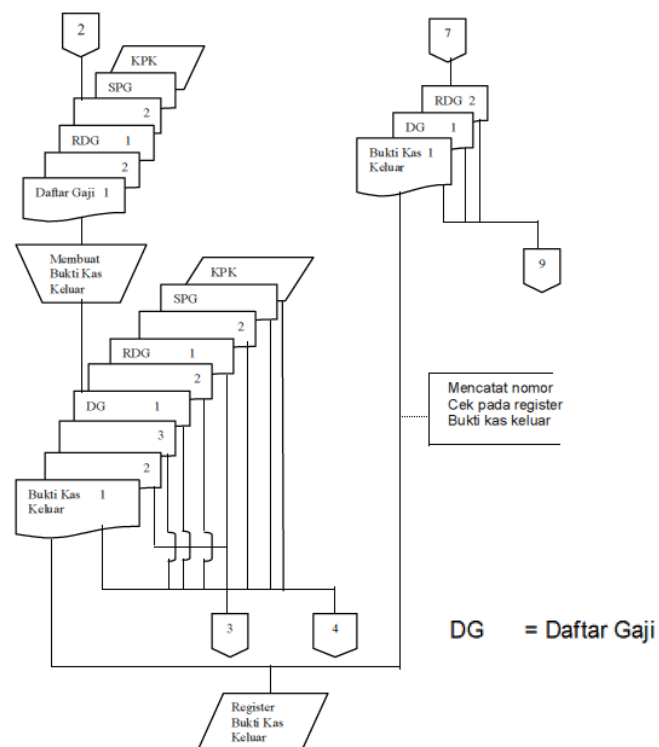 2
KPK
SPG
2
RDG 1
2
Daftar Gaji 1
Membuat
Bukti Kas
Keluar
KPK
SPG
2
RDG 1
2
DG 1
3
2
Bukti Kas 1
Keluar
3
4
Register
Bukti Kas
Keluar
7
RDG 2
DG 1
Bukti Kas 1
Keluar
9
Mencatat nomor
Cek pada register
Bukti kas keluar
DG = Daftar Gaji